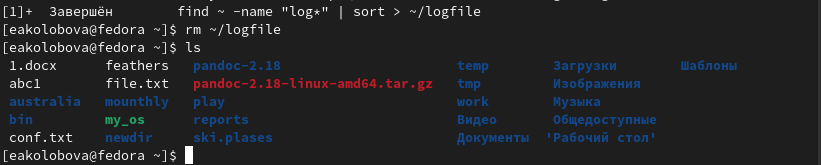 [1]+  Завершён        find ~ -name "log*" | sort > ~/logfile
[eakolobova@fedora ~]$ rm ~/logfile
[eakolobova@fedora ~]$ ls
1.docx feathers pandoc-2.18 temp Загрузки Шаблоны
abc1 file.txt pandoc-2.18-linux-amd64.tar.gz tmp Изображения
australia mounthly play work Музыка
bin my_os reports Видео Общедоступные
conf.txt newdir ski.plases Документы 'Рабочий стол'
[eakolobova@fedora ~]$